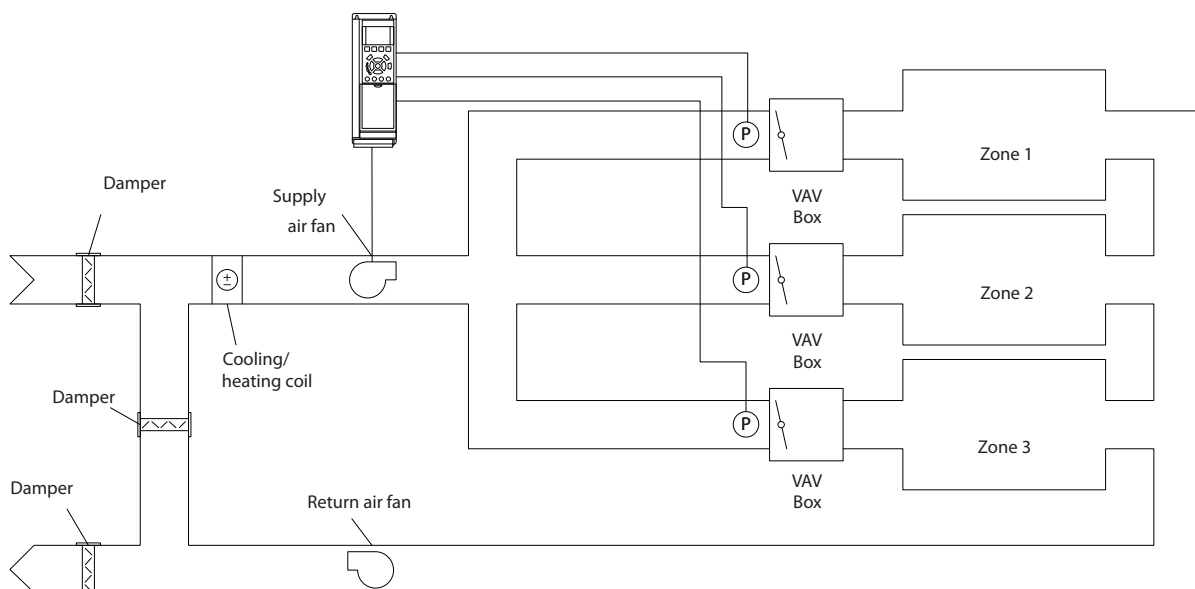 Damper
Supply
air fan
P
Zone 1
VAV
Box
P
Zone 2
VAV
Box
Cooling/
heating coil
Damper
P
Zone 3
VAV
Box
Damper
Return air fan